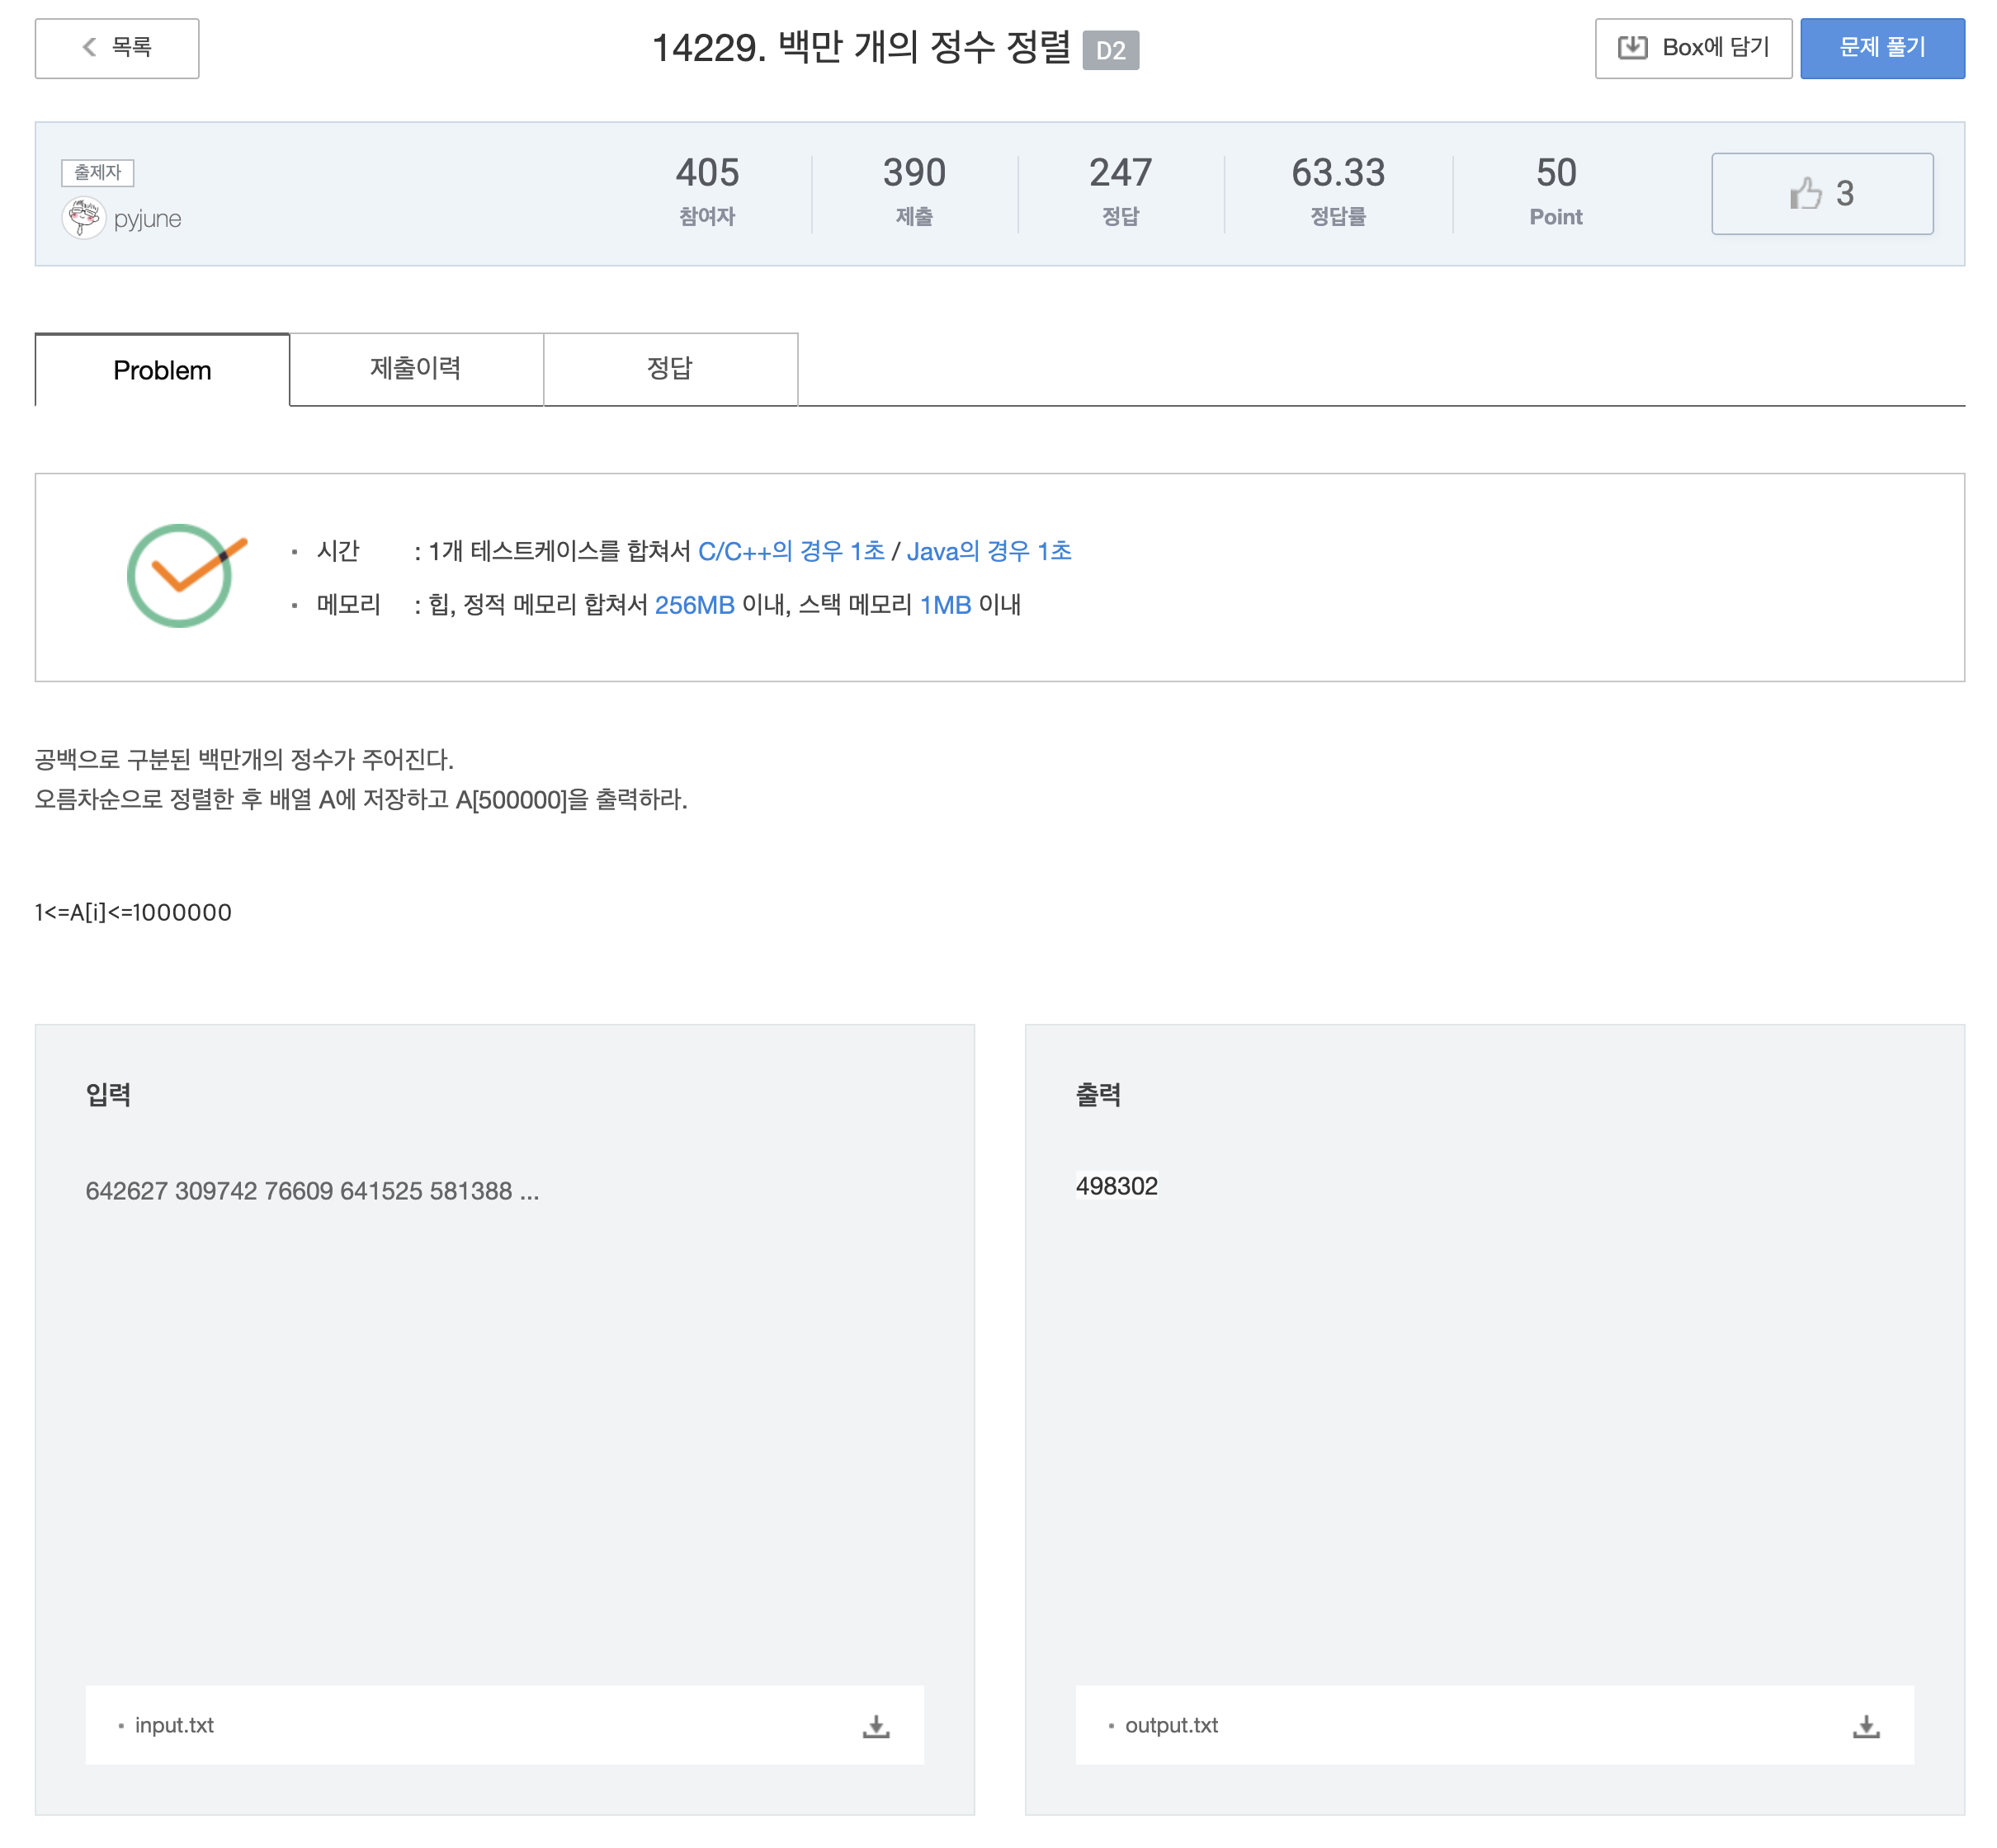 목록
14229. 백만 개의 정수 정렬 D2
Box에 담기
문제 풀기
출제자
pyjune
405
참여자
390
제출
247
정답
63.33
정답률
50
Point
3
Problem
제출이력
정답
시간 : 1개 테스트케이스를 합쳐서 C/C++의 경우 1초 / Java의 경우 1초
메모리 : 힙, 정적 메모리 합쳐서 256MB 이내, 스택 메모리 1MB 이내
공백으로 구분된 백만개의 정수가 주어진다.
오름차순으로 정렬한 후 배열 A에 저장하고 A[500000]을 출력하라.
1<=A[i]<=1000000
입력
642627 309742 76609 641525 581388 ...
input.txt
출력
498302
output.txt